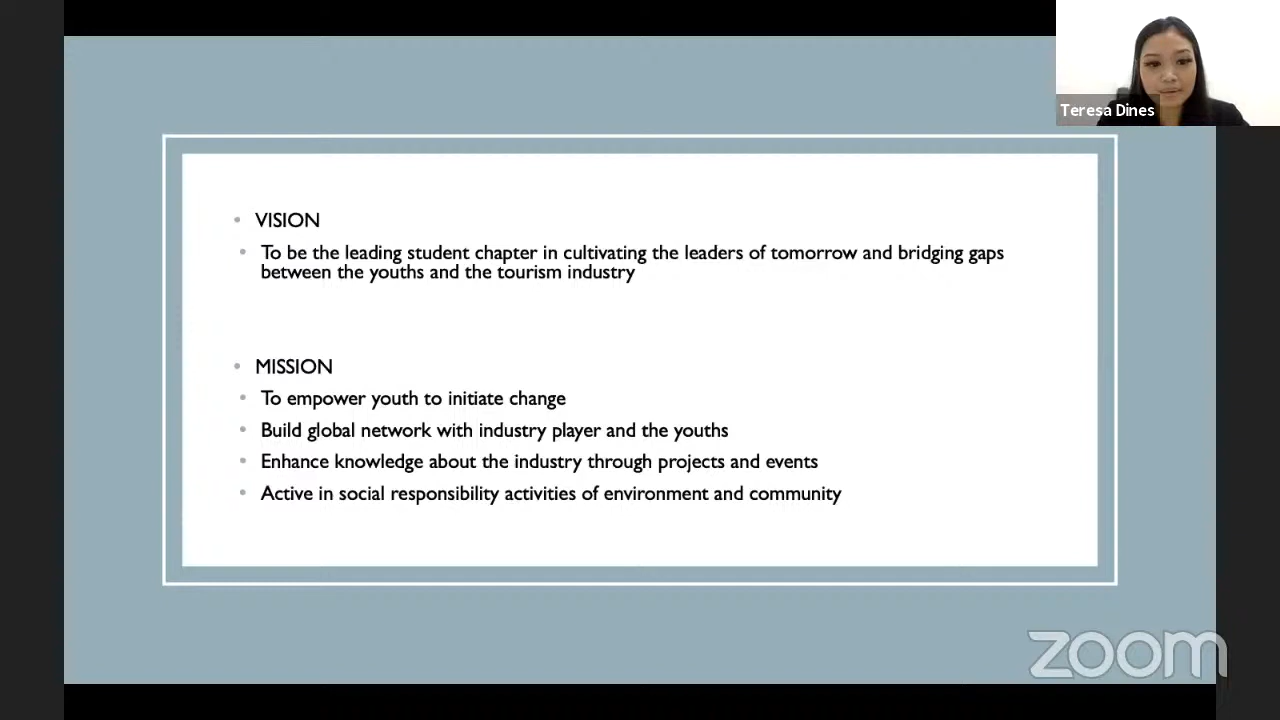 Teresa Dines
• VISION
• To be the leading student chapter in cultivating the leaders of tomorrow and bridging gaps
between the youths and the tourism industry
• MISSION
• To empower youth to initiate change
• Build global network with industry player and the youths
• Enhance knowledge about the industry through projects and events
• Active in social responsibility activities of environment and community
zoom